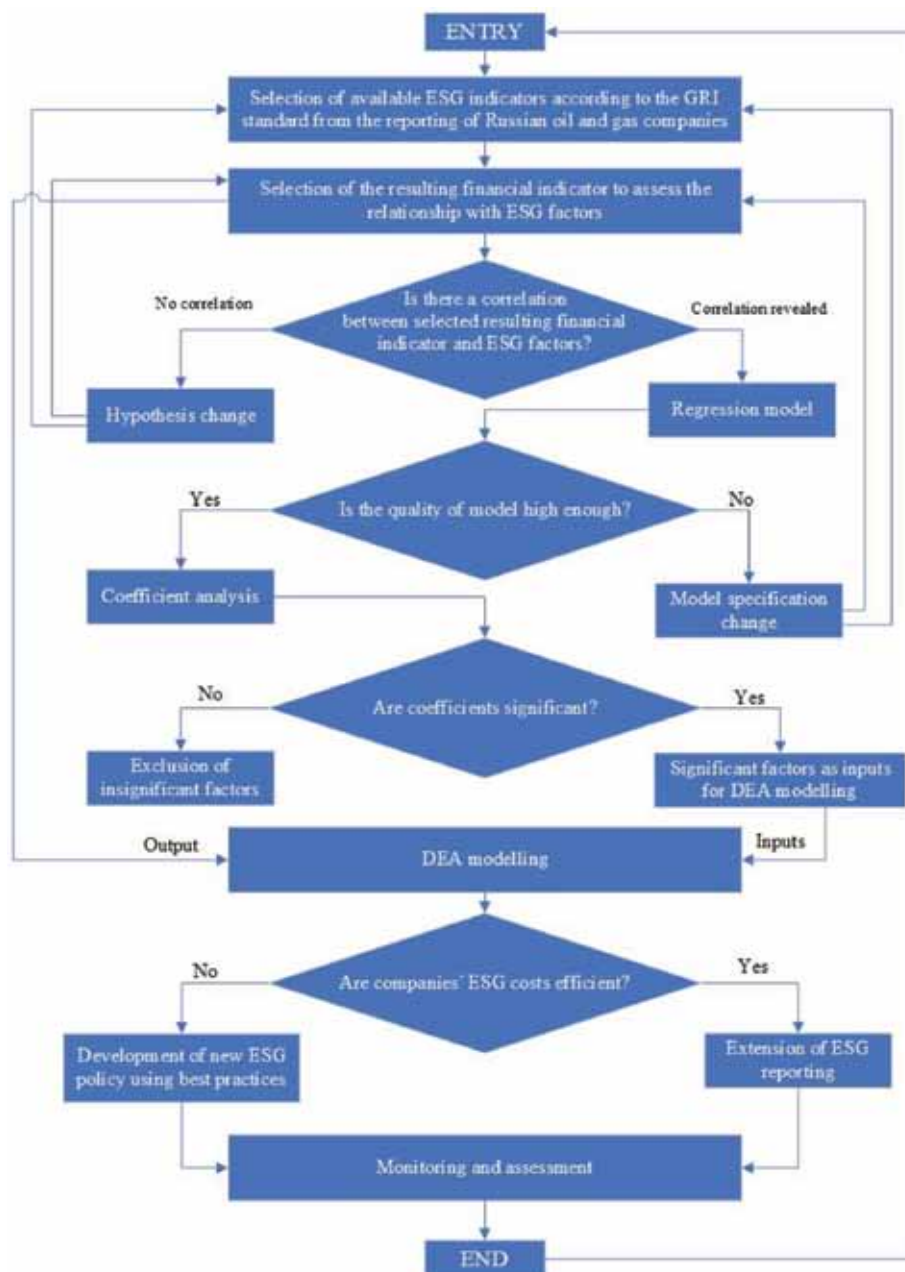 ENTRY
Selection of available ESG indicators according to the GRI
standard from the reporting of Russian oil and gas companies
Selection of the resulting financial indicator to assess the
relationship with ESG factors
No correlation
Is there a correlation
between selected resulting financial
indicator and ESG factors?
Correlation revealed
Hypothesis change
Regression model
Yes
Is the quality of model high enough?
No
Coefficient analysis
Model specification
change
No
Are coefficients significant?
Yes
Exclusion of
insignificant factors
Significant factors as inputs
for DEA modelling
Output
DEA modelling
Inputs
No
Are companies' ESG costs efficient?
Yes
Development of new ESG
policy using best practices
Extension of ESG
reporting
Monitoring and assessment
END